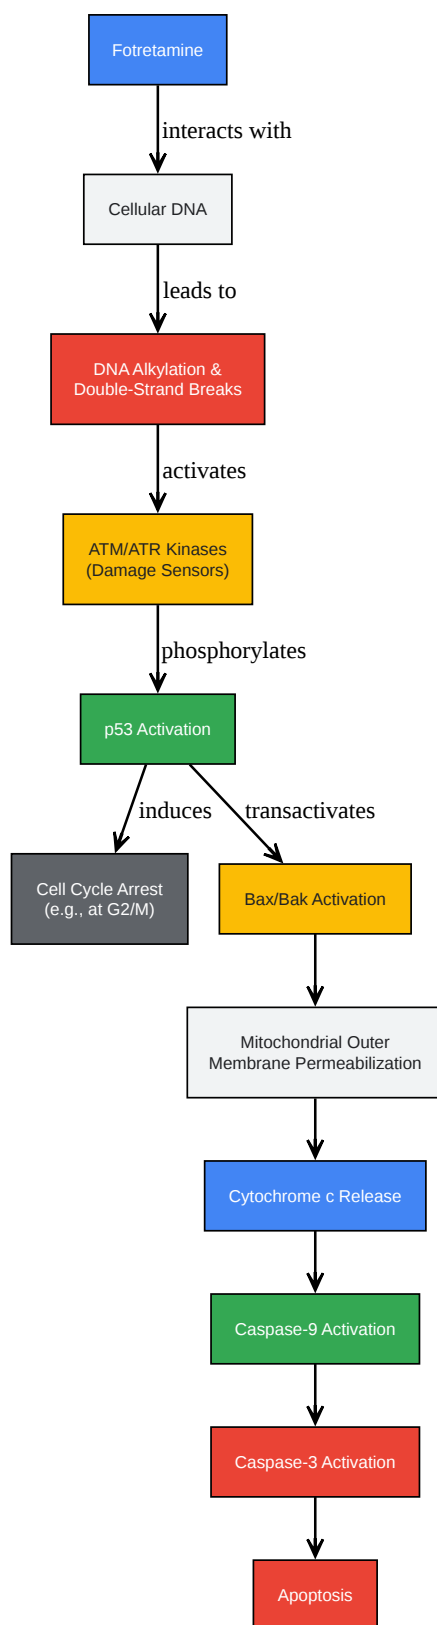 Fotretamine
interacts with
Cellular DNA
leads to
DNA Alkylation &
Double-Strand Breaks
activates
ATM/ATR Kinases
(Damage Sensors)
phosphorylates
p53 Activation
induces
transactivates
Cell Cycle Arrest
(e.g., at G2/M)
Bax/Bak Activation
Mitochondrial Outer
Membrane Permeabilization
Cytochrome c Release
Caspase-9 Activation
Caspase-3 Activation
Apoptosis